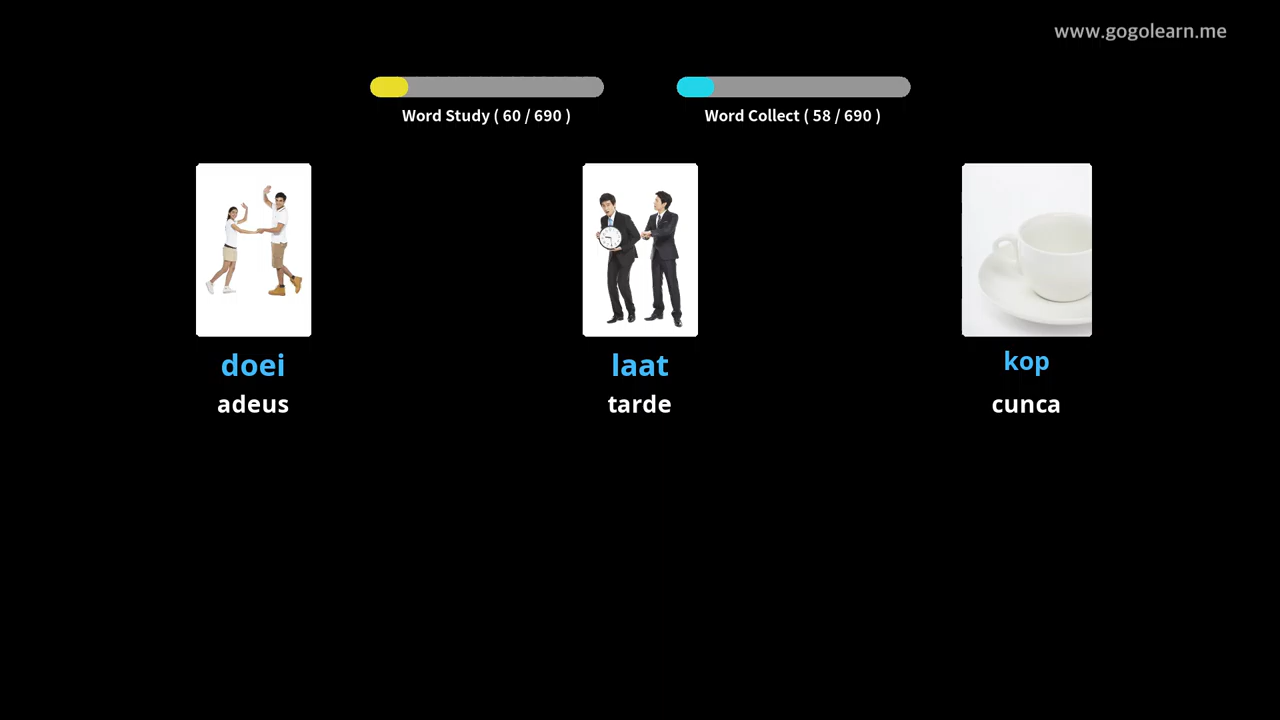 www.gogolearn.me
Word Study ( 60 / 690 )
Word Collect ( 58 / 690 )
doei
laat
kop
adeus
tarde
cunca